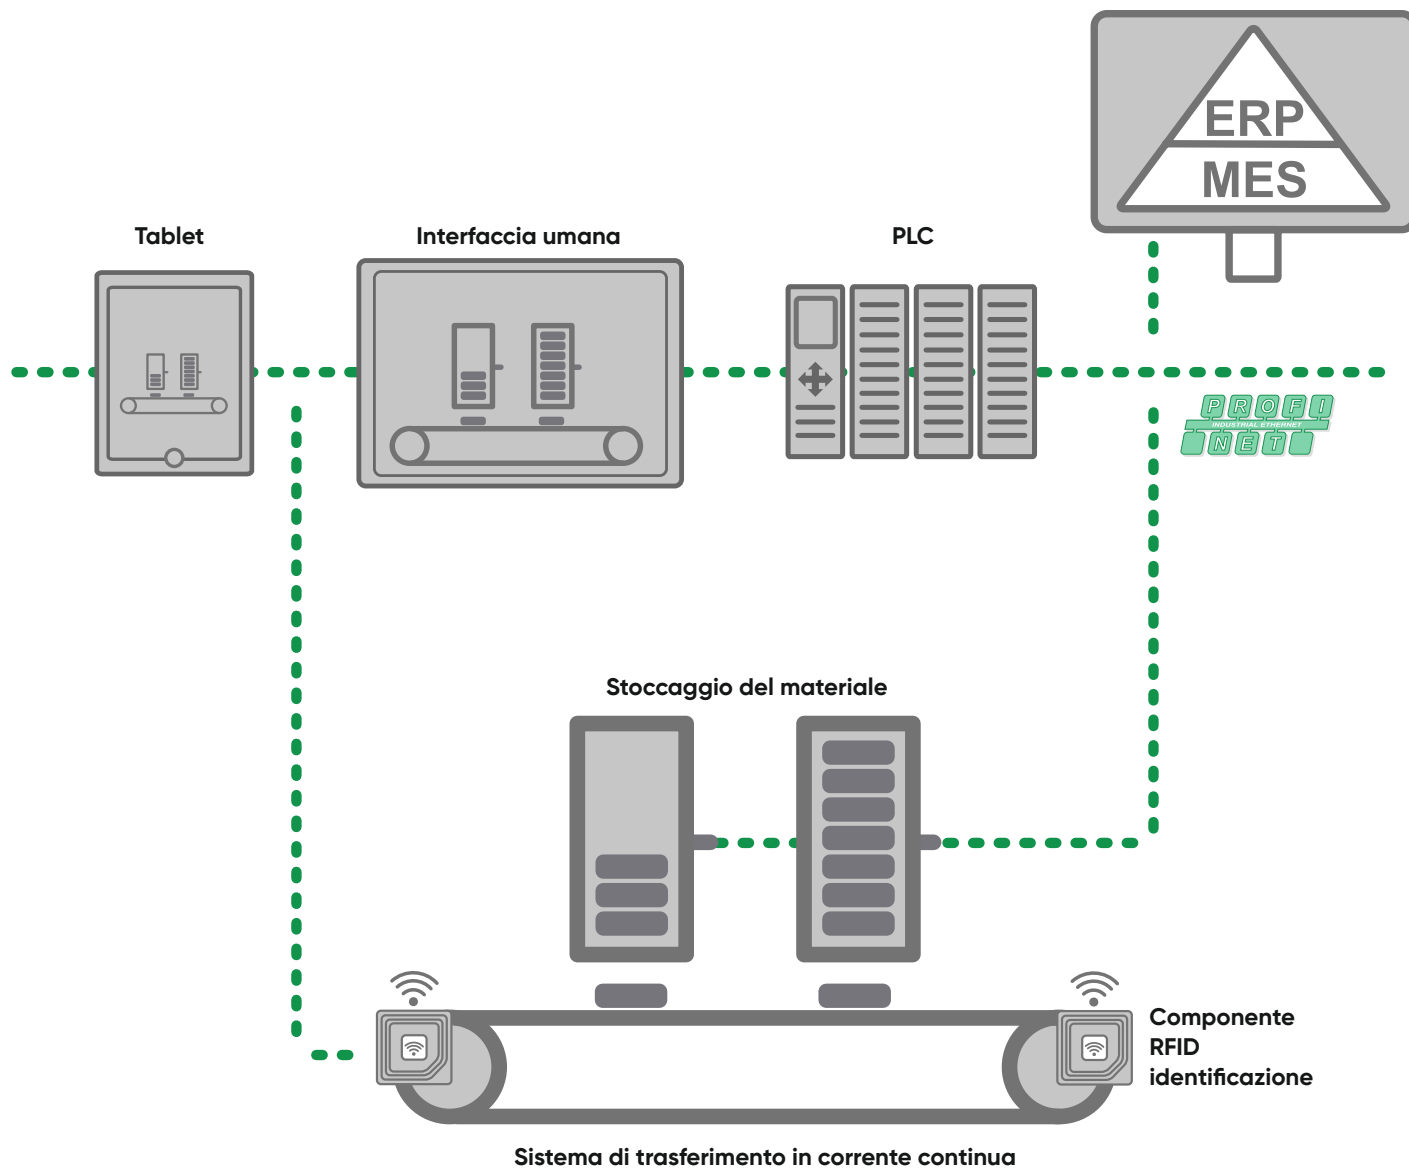 ERP
MES
Tablet
Interfaccia umana
PLC
PROFI
INDUSTRIAL ETHERNET
NET
Stoccaggio del materiale
Componente
RFID
identificazione
Sistema di trasferimento in corrente continua